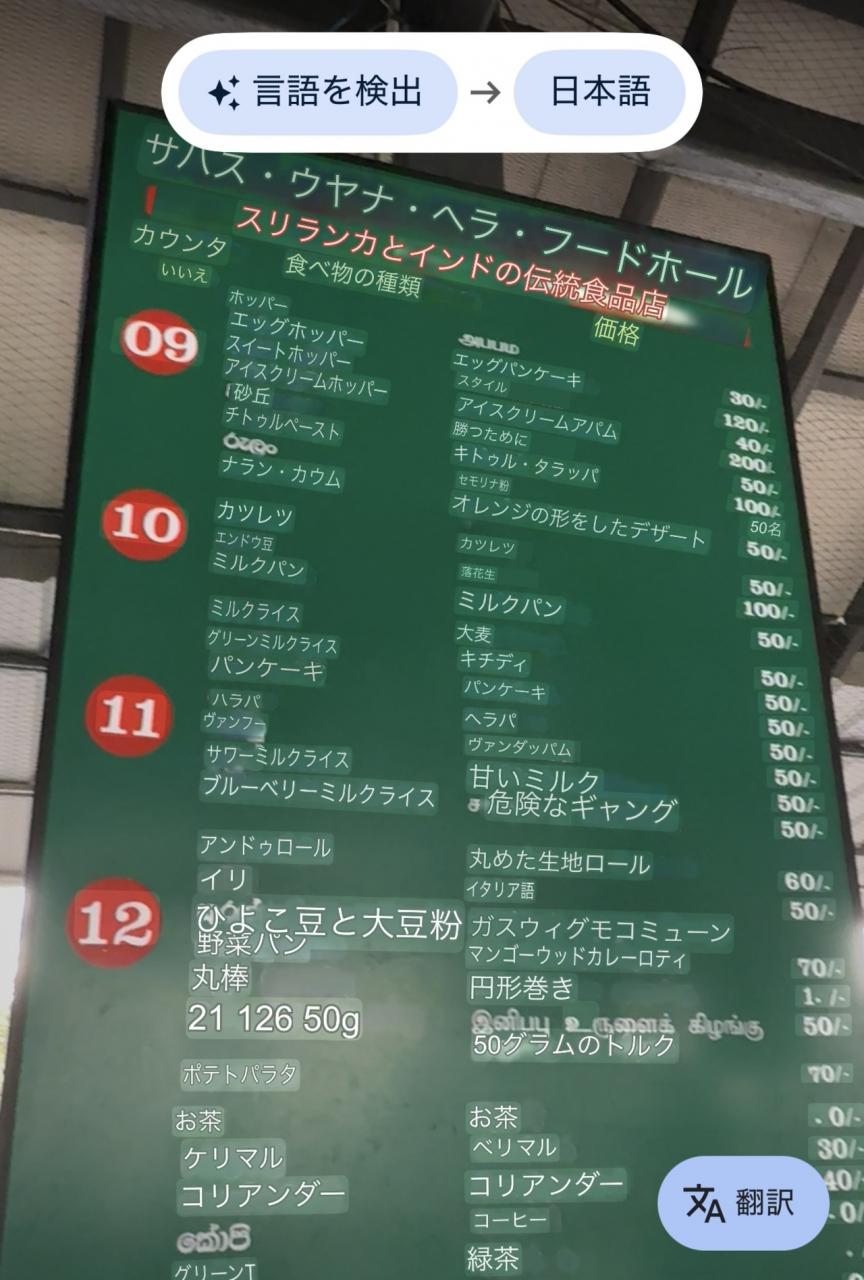 言語を検出 → 日本語
サハス・ウヤナ・ヘラ・フードホール
スリランカとインドの伝統食品店
カウンタ
いいえ
食べ物の種類
価格
09
ホッパー
エッグホッパー
スイートホッパー
アイスクリームホッパー
砂丘
チトゥルペースト
රුලං
ナラン・カウム
エッグパンケーキ
スタイル
アイスクリームアパム
勝つために
キトゥル・タラッパ
セモリナ粉
オレンジの形をしたデザート
30/-
120/-
40/-
200/-
50/-
100/-
50名
50/-
10
カツレツ
エンドウ豆
ミルクパン
ミルクライス
グリーンミルクライス
パンケーキ
カツレツ
落花生
ミルクパン
大麦
キチディ
パンケーキ
50/-
100/-
50/-
50/-
50/-
50/-
11
ハラパ
ヴァンフー
サワーミルクライス
ブルーベリーミルクライス
ヘラパ
ヴァンダッパム
甘いミルク
危険なギャング
50/-
50/-
50/-
50/-
12
アンドゥロール
イリ
ひよこ豆と大豆粉
野菜パン
丸棒
21 126 50g
ポテトパラタ
丸めた生地ロール
イタリア語
ガスウィグモコミューン
マンゴーウッドカレーロティ
円形巻き
இனிப்பு உருளைக் கிழங்கு
50グラムのトルク
60/-
50/-
70/-
50/-
70/-
お茶
ケリマル
コリアンダー
කෝපි
グリーンT
お茶
ベリマル
コリアンダー
コーヒー
緑茶
30/-
40/-
翻訳